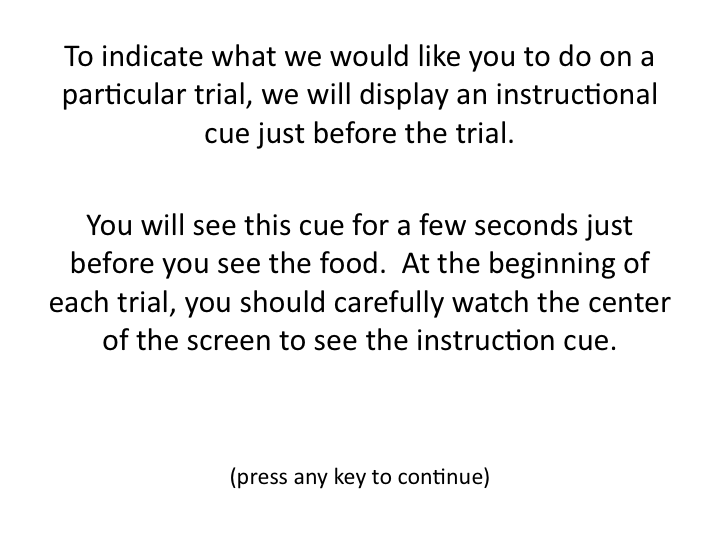 To indicate what we would like you to do on a
particular trial, we will display an instructional
cue just before the trial.
You will see this cue for a few seconds just
before you see the food.  At the beginning of
each trial, you should carefully watch the center
of the screen to see the instruction cue.
(press any key to continue)